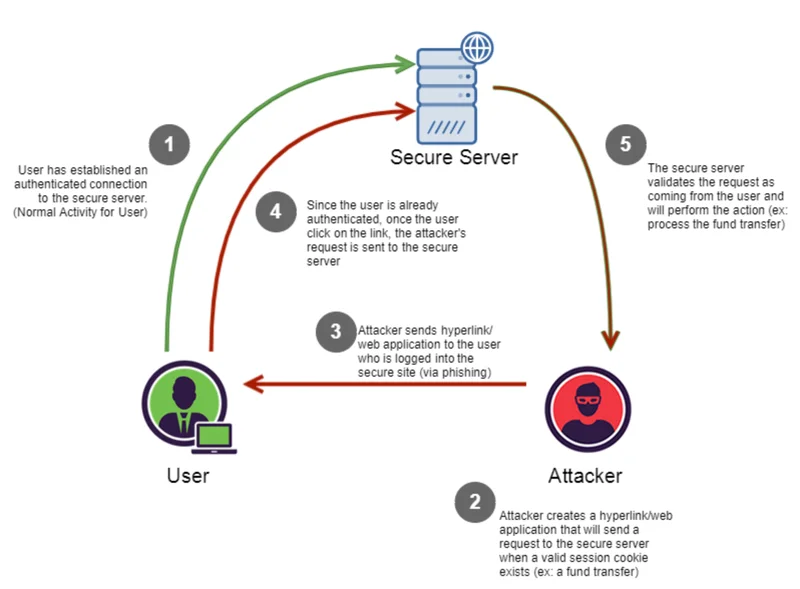 1
User has established an
authenticated connection
to the secure server.
(Normal Activity for User)
Secure Server
4
Since the user is already
authenticated, once the user
click on the link, the attacker's
request is sent to the secure
server
5
The secure server
validates the request as
coming from the user and
will perform the action (ex:
process the fund transfer)
3
Attacker sends hyperlink/
web application to the user
who is logged into the
secure site (via phishing)
User
Attacker
2
Attacker creates a hyperlink/web
application that will send a
request to the secure server
when a valid session cookie
exists (ex: a fund transfer)